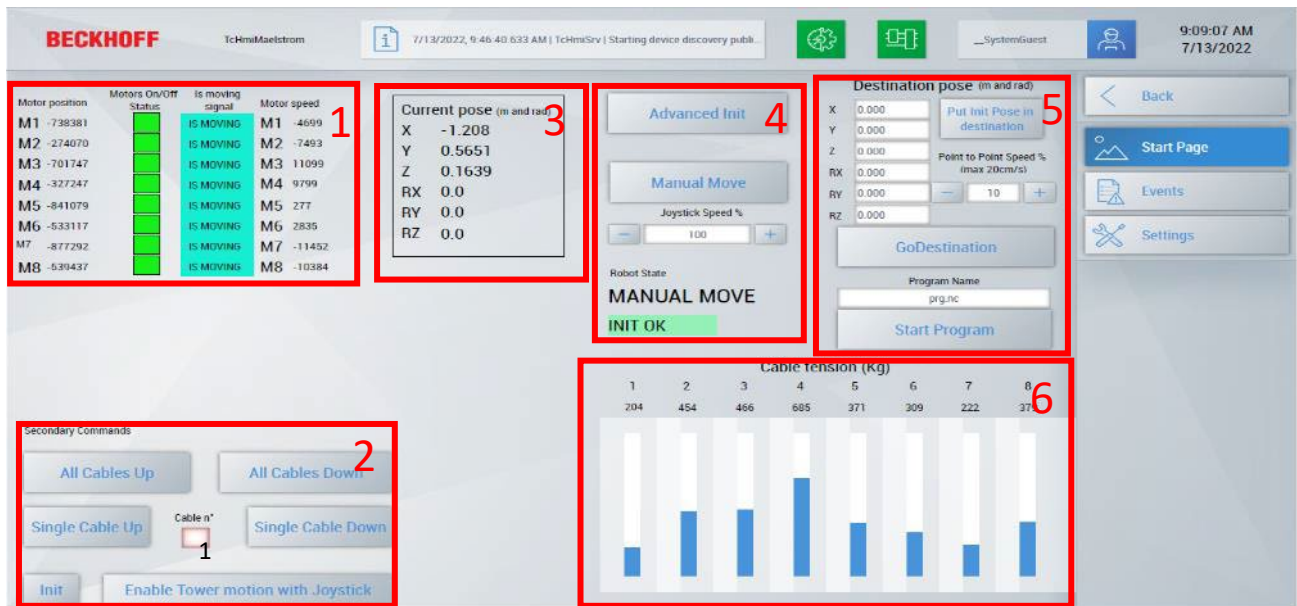 BECKHOFF
TcHmiMaelstrom
7/13/2022, 9:46:40.633 AM | TcHmiSrv | Starting device discovery publi...
__SystemGuest
9:09:07 AM
7/13/2022
Motor position Motors On/Off Status Is moving signal Motor speed
M1 -738381 IS MOVING M1 -4699
M2 -274070 IS MOVING M2 -7493
M3 -701747 IS MOVING M3 11099
M4 -327247 IS MOVING M4 9799
M5 -841079 IS MOVING M5 277
M6 -533117 IS MOVING M6 2835
M7 -877292 IS MOVING M7 -11452
M8 -539437 IS MOVING M8 -10384
1
Current pose (m and rad)
X -1.208
Y 0.5651
Z 0.1639
RX 0.0
RY 0.0
RZ 0.0
3
Advanced Init
4
Manual Move
Joystick Speed %
− 100 +
Robot State
MANUAL MOVE
INIT OK
Destination pose (m and rad)
5
X 0.000
Y 0.000
Z 0.000
RX 0.000
RY 0.000
RZ 0.000
Put Init Pose in
destination
Point to Point Speed %
(max 20cm/s)
− 10 +
GoDestination
Program Name
prg.nc
Start Program
Back
Start Page
Events
Settings
Secondary Commands
2
All Cables Up All Cables Down
Single Cable Up Cable n° Single Cable Down
1
Init Enable Tower motion with Joystick
Cable tension (Kg)
1 2 3 4 5 6 7 8
204 454 466 685 371 309 222
6